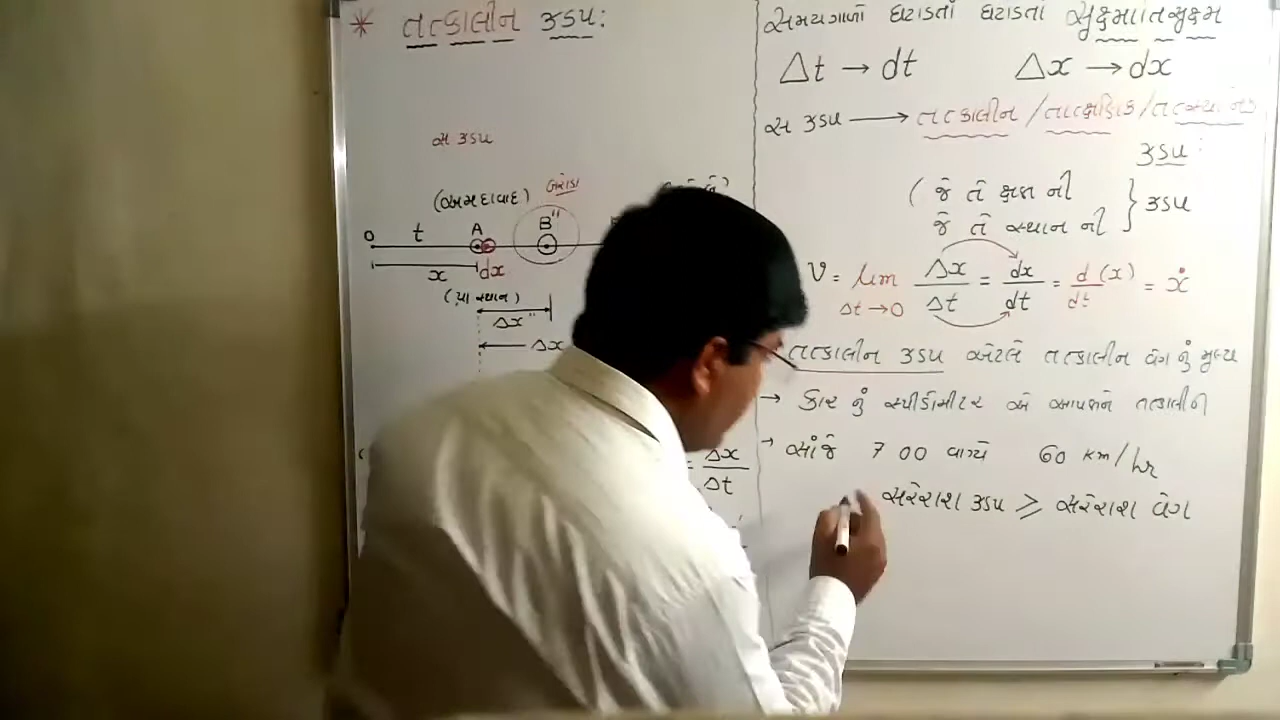 * તત્કાલીન ઝડપ:
સ ઝડપ
(અમદાવાદ) બરોડા
O t A B"
x dx
(પ્રા સ્થાન)
Δx"
Δx
= Δx/Δt
સમયગાળો ઘટાડતાં ઘટાડતાં સુક્ષ્માતિસુક્ષ્મ
Δt → dt Δx → dx
સ ઝડપ → તત્કાલીન / તાત્ક્ષણિક /
ઝડપ:
( જે તે ક્ષણ ની
જે તે સ્થાન ની } ઝડપ
v = lim Δt→0 Δx/Δt = dx/dt = d/dt (x) = ẋ
તત્કાલીન ઝડપ એટલે તત્કાલીન વેગ નું મુલ્ય
→ કાર નું સ્પીડોમીટર એ આપણને તત્કાલીન
→ સાંજે 7 00 વાગ્યે 60 km/hr
સરેરાશ ઝડપ ⩾ સરેરાશ વેગ